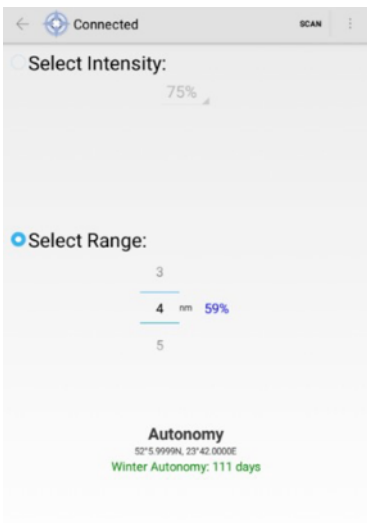 Connected SCAN
Select Intensity:
75%
Select Range:
3
4 nm 59%
5
Autonomy
52°5.9999N, 23°42.0000E
Winter Autonomy: 111 days